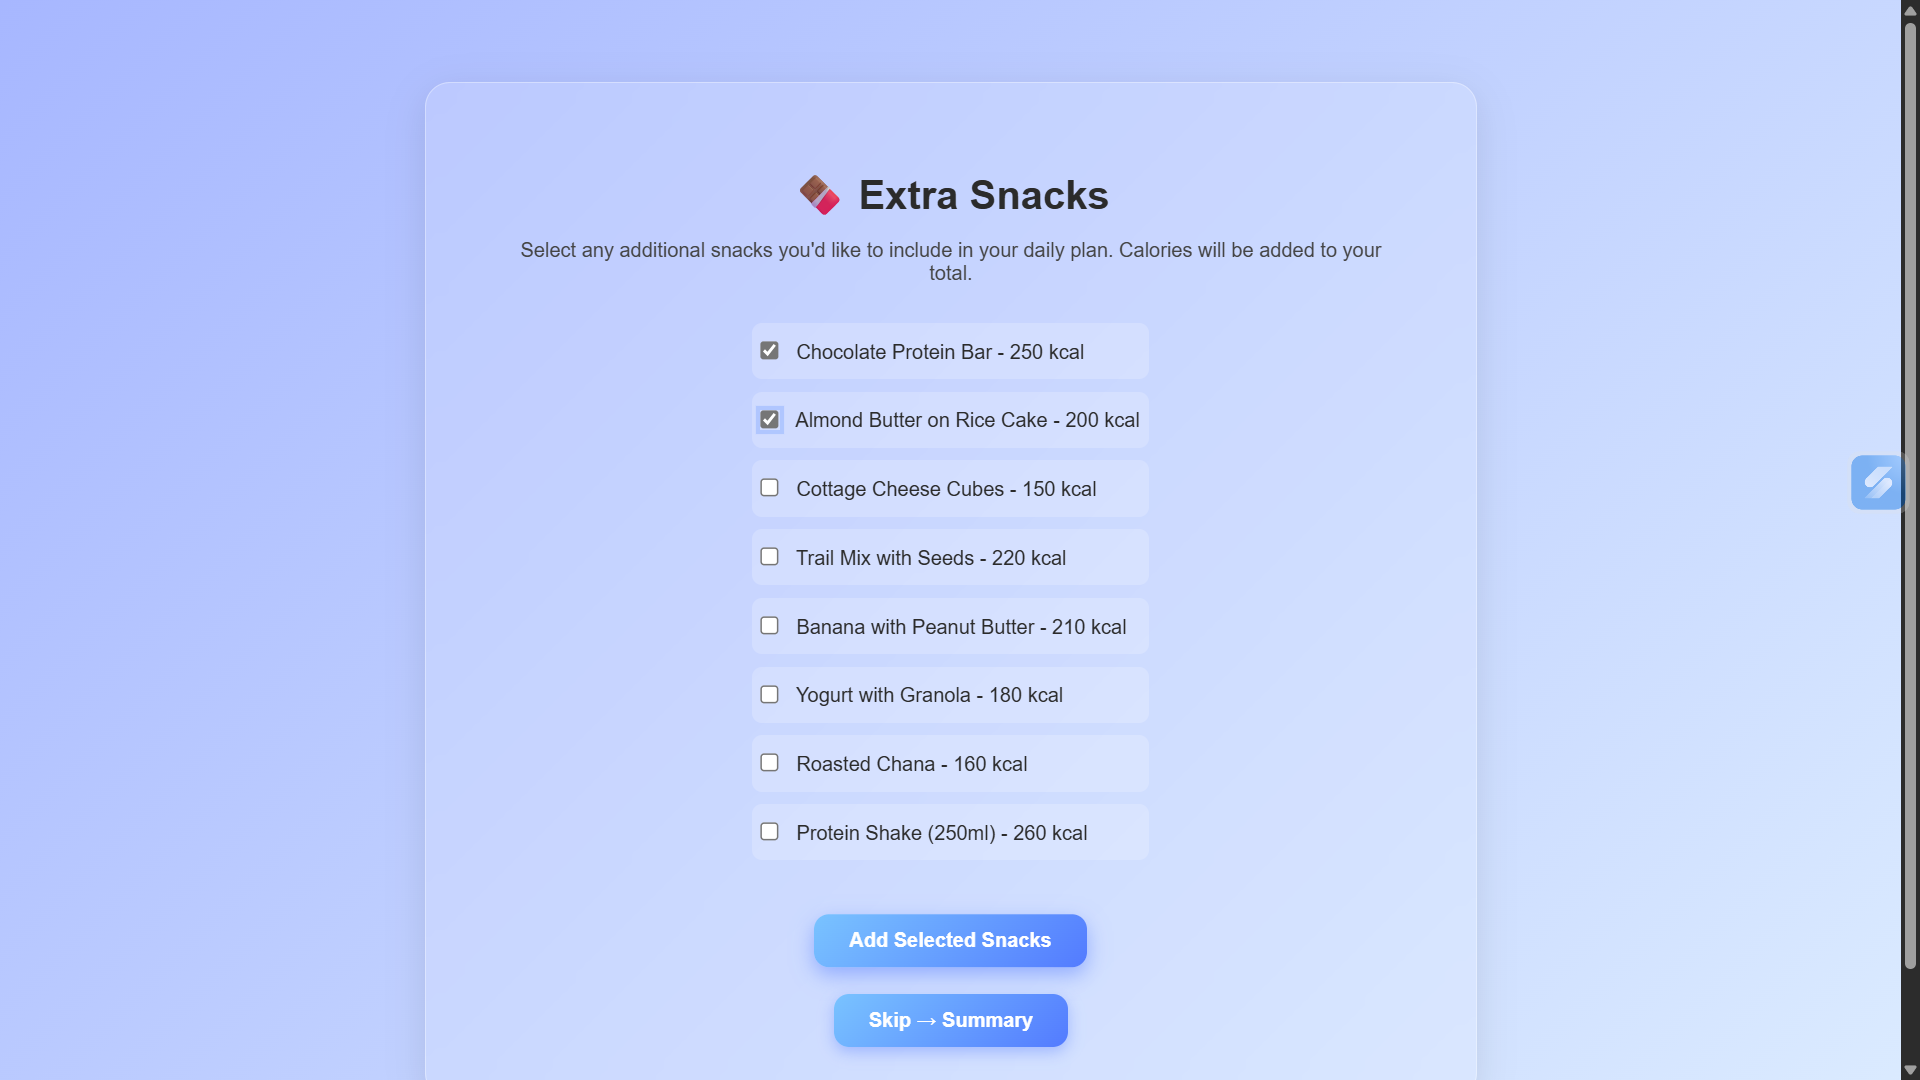 Extra Snacks
Select any additional snacks you'd like to include in your daily plan. Calories will be added to your
total.
Chocolate Protein Bar - 250 kcal
Almond Butter on Rice Cake - 200 kcal
Cottage Cheese Cubes - 150 kcal
Trail Mix with Seeds - 220 kcal
Banana with Peanut Butter - 210 kcal
Yogurt with Granola - 180 kcal
Roasted Chana - 160 kcal
Protein Shake (250ml) - 260 kcal
Add Selected Snacks
Skip → Summary